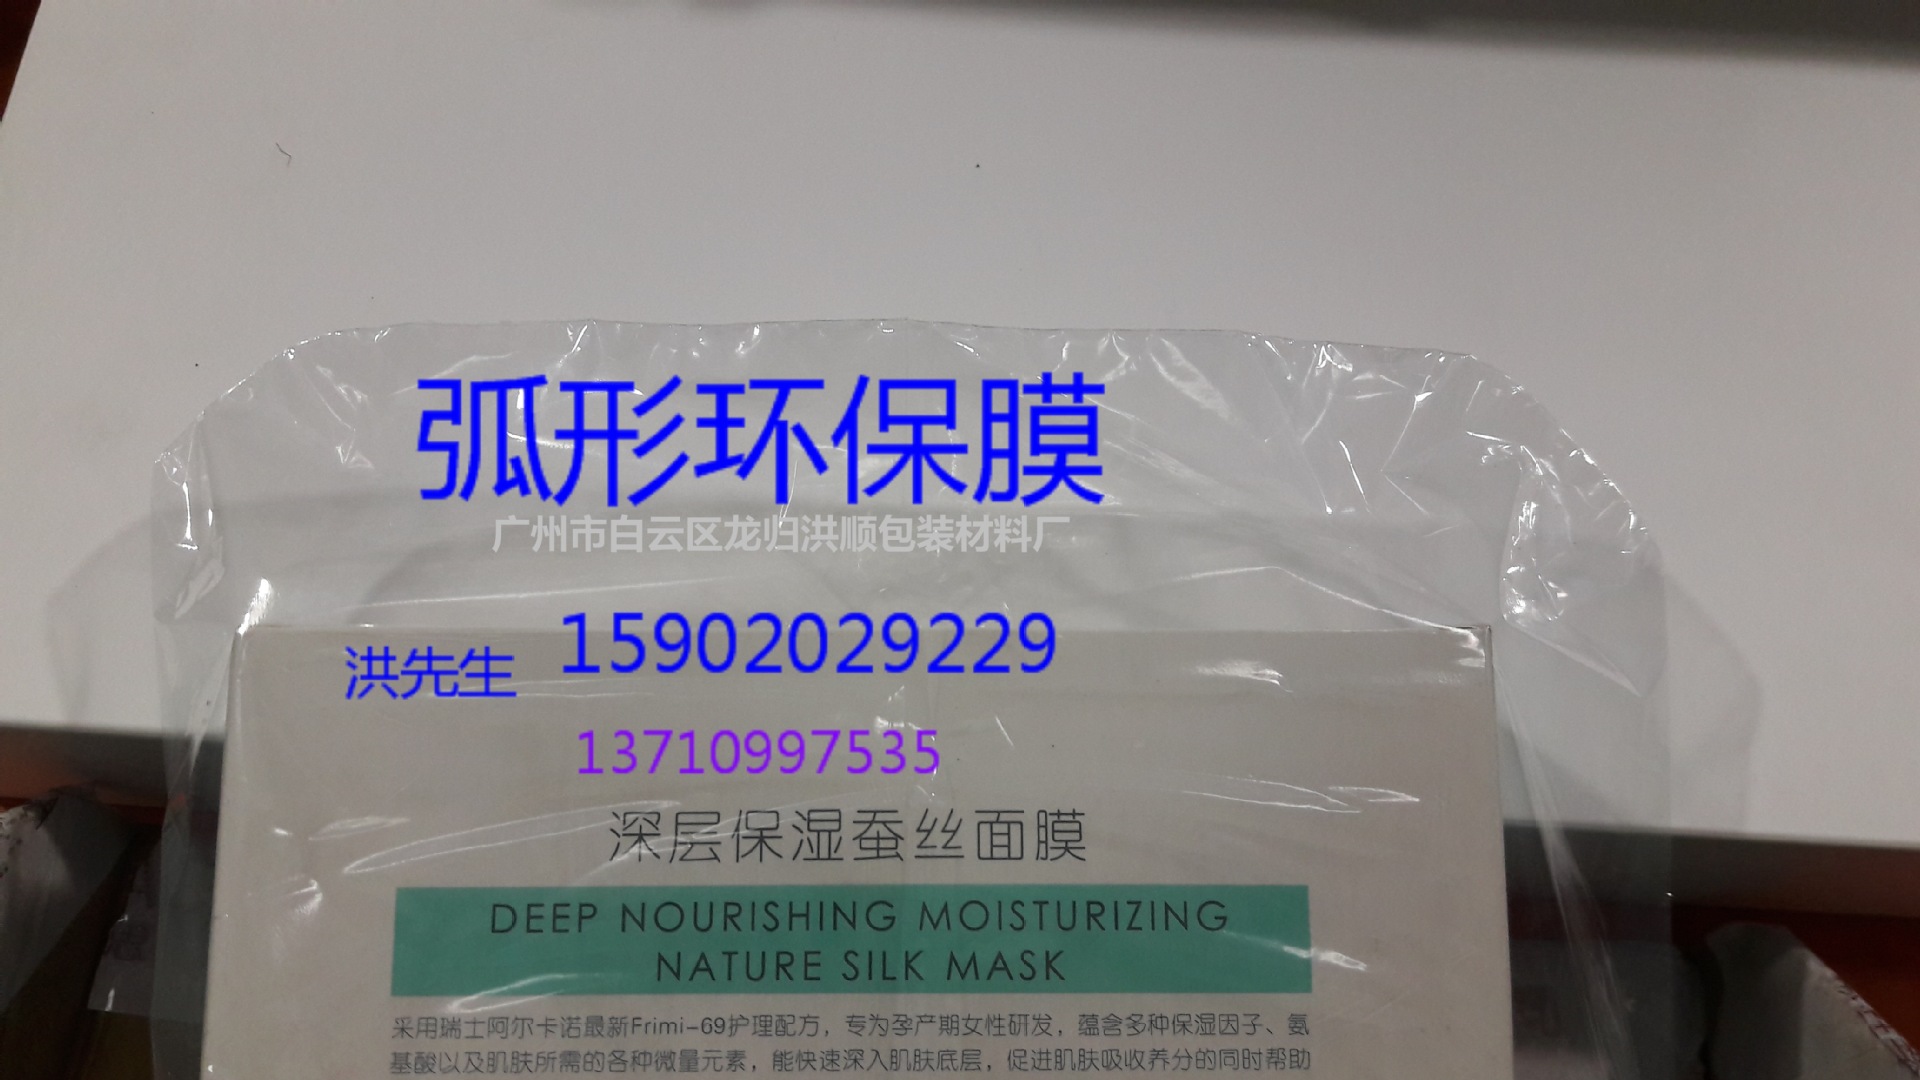 弧形环保膜
广州市白云区龙归洪顺包装材料厂
洪先生 15902029229
13710997535
深层保湿蚕丝面膜
DEEP NOURISHING MOISTURIZING
NATURE SILK MASK
采用瑞士阿尔卡诺最新Frimi-69护理配方，专为孕产期女性研发，蕴含多种保湿因子、氨
基酸以及肌肤所需的各种微量元素，能快速深入肌肤底层，促进肌肤吸收养分的同时帮助